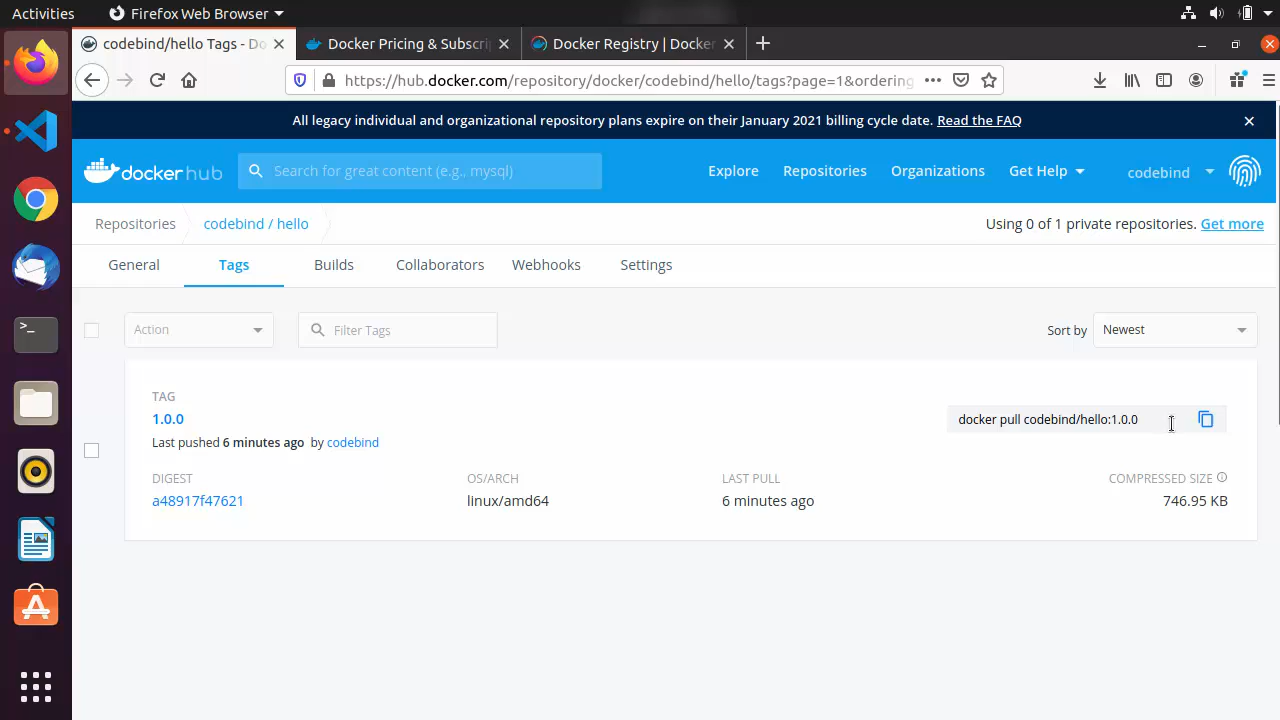 Activities
Firefox Web Browser
codebind/hello Tags - Do
Docker Pricing & Subscri
Docker Registry | Docker
https://hub.docker.com/repository/docker/codebind/hello/tags?page=1&ordering
All legacy individual and organizational repository plans expire on their January 2021 billing cycle date. Read the FAQ
docker hub
Search for great content (e.g., mysql)
Explore
Repositories
Organizations
Get Help
codebind
Repositories
codebind / hello
Using 0 of 1 private repositories. Get more
General
Tags
Builds
Collaborators
Webhooks
Settings
Action
Filter Tags
Sort by
Newest
TAG
1.0.0
docker pull codebind/hello:1.0.0
Last pushed 6 minutes ago by codebind
DIGEST
OS/ARCH
LAST PULL
COMPRESSED SIZE
a48917f47621
linux/amd64
6 minutes ago
746.95 KB